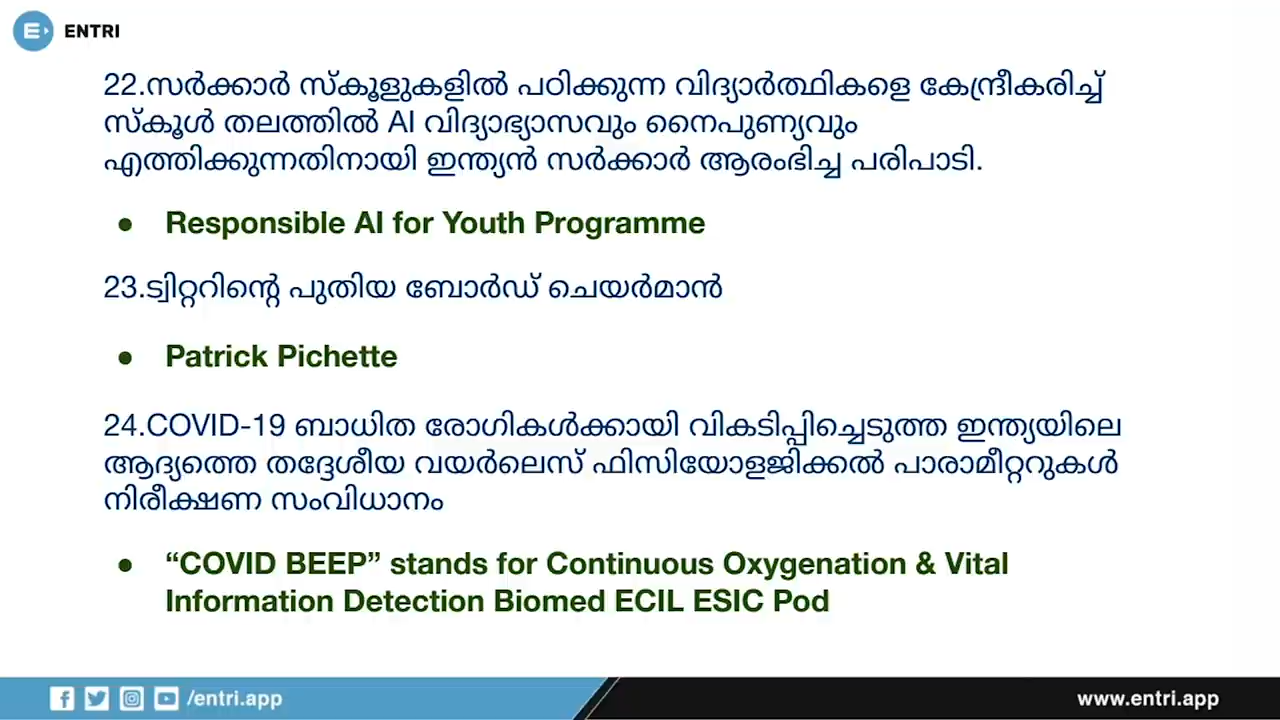 ENTRI
22.സർക്കാർ സ്കൂളുകളിൽ പഠിക്കുന്ന വിദ്യാർത്ഥികളെ കേന്ദ്രീകരിച്ച്
സ്കൂൾ തലത്തിൽ AI വിദ്യാഭ്യാസവും നൈപുണ്യവും
എത്തിക്കുന്നതിനായി ഇന്ത്യൻ സർക്കാർ ആരംഭിച്ച പരിപാടി.
● Responsible AI for Youth Programme
23.ട്വിറ്ററിന്റെ പുതിയ ബോർഡ് ചെയർമാൻ
● Patrick Pichette
24.COVID-19 ബാധിത രോഗികൾക്കായി വികടിപ്പിച്ചെടുത്ത ഇന്ത്യയിലെ
ആദ്യത്തെ തദ്ദേശീയ വയർലെസ് ഫിസിയോളജിക്കൽ പാരാമീറ്ററുകൾ
നിരീക്ഷണ സംവിധാനം
● “COVID BEEP” stands for Continuous Oxygenation & Vital
Information Detection Biomed ECIL ESIC Pod
/entri.app
www.entri.app